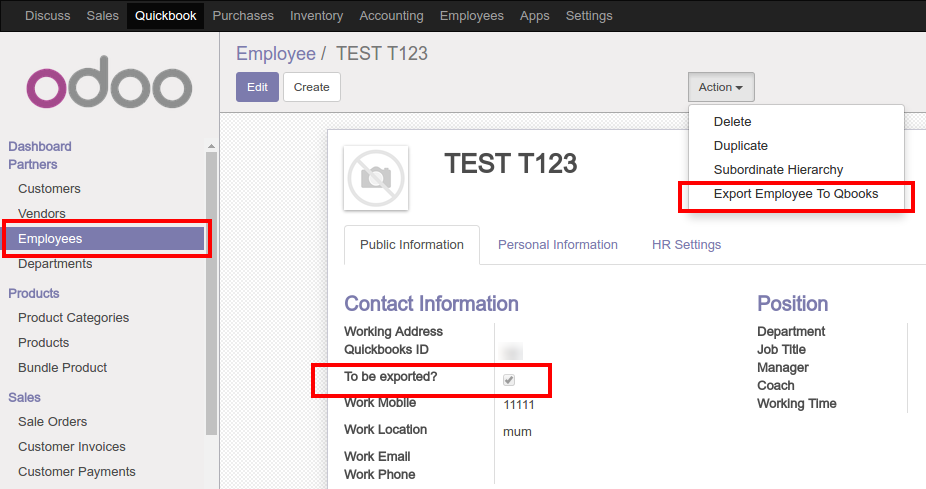 Discuss Sales Quickbook Purchases Inventory Accounting Employees Apps Settings
odoo
Dashboard
Partners
Customers
Vendors
Employees
Departments
Products
Product Categories
Products
Bundle Product
Sales
Sale Orders
Customer Invoices
Customer Payments
Employee / TEST T123
Edit Create Action
Delete
Duplicate
Subordinate Hierarchy
Export Employee To Qbooks
TEST T123
Public Information Personal Information HR Settings
Contact Information
Working Address
Quickbooks ID
To be exported?
Work Mobile 11111
Work Location mum
Work Email
Work Phone
Position
Department
Job Title
Manager
Coach
Working Time